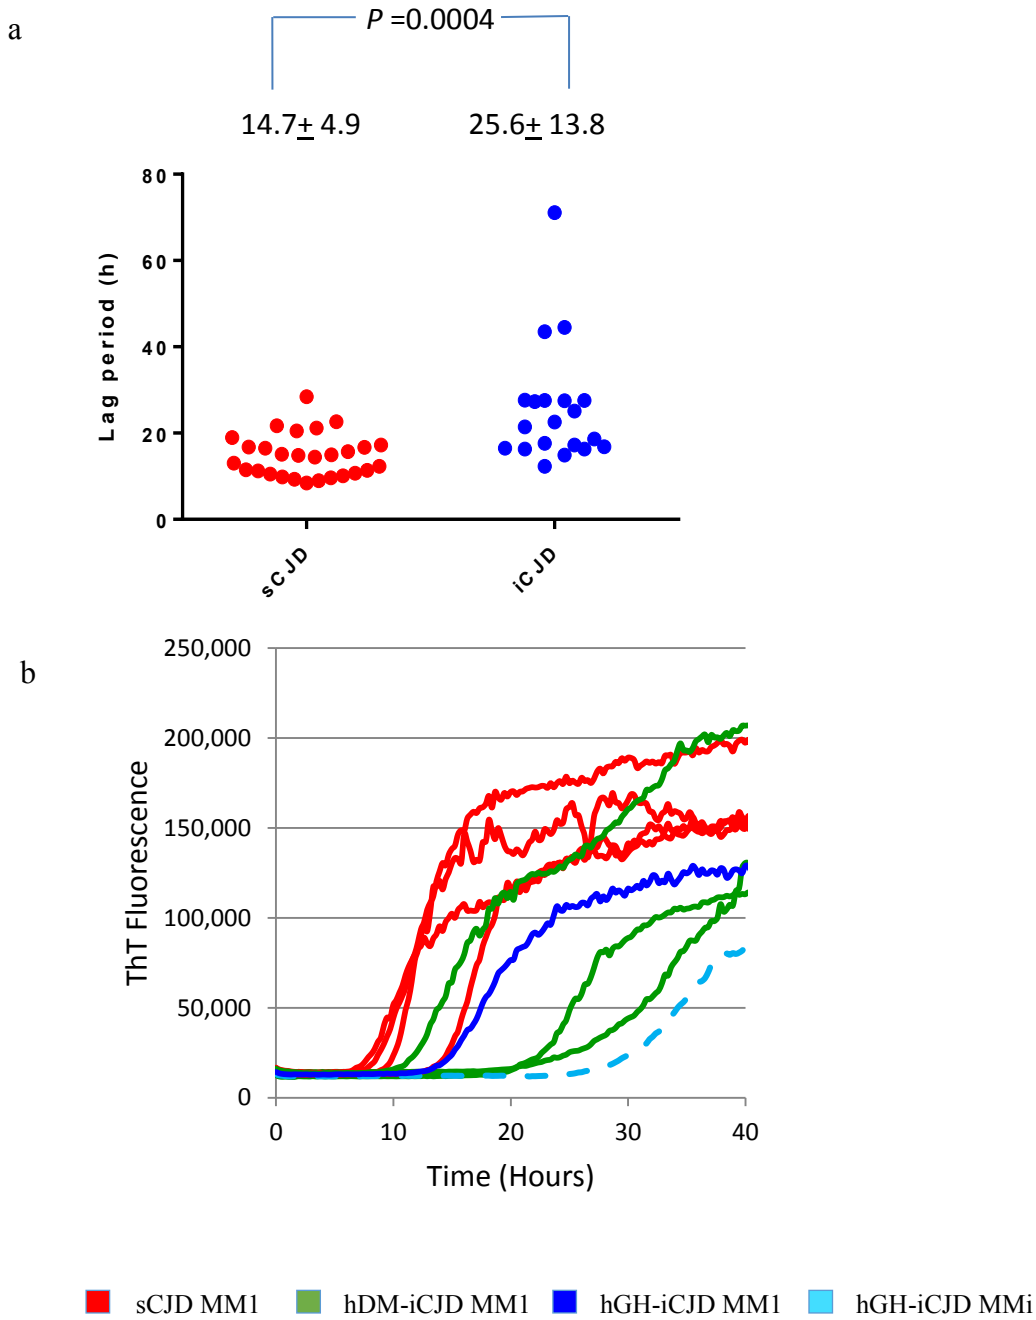 a
P =0.0004
14.7± 4.9
25.6± 13.8
80
60
40
20
0
Lag period (h)
sCJD
iCJD
b
250,000
200,000
150,000
100,000
50,000
0
ThT Fluorescence
0 10 20 30 40
Time (Hours)
sCJD MM1
hDM-iCJD MM1
hGH-iCJD MM1
hGH-iCJD MMi